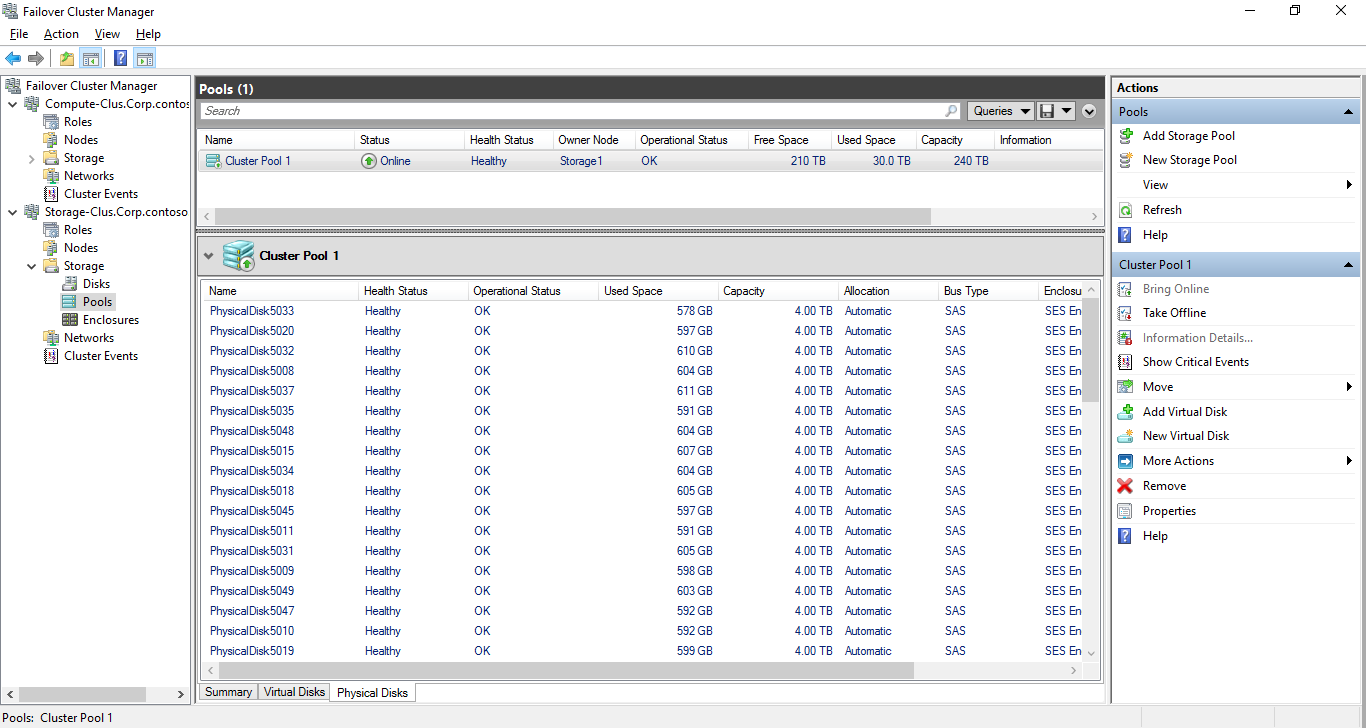 Failover Cluster Manager
File Action View Help
Failover Cluster Manager
Compute-Clus.Corp.contos
Roles
Nodes
Storage
Networks
Cluster Events
Storage-Clus.Corp.contoso
Roles
Nodes
Storage
Disks
Pools
Enclosures
Networks
Cluster Events
Pools (1)
Search Queries
Name Status Health Status Owner Node Operational Status Free Space Used Space Capacity Information
Cluster Pool 1 Online Healthy Storage1 OK 210 TB 30.0 TB 240 TB
Cluster Pool 1
Name Health Status Operational Status Used Space Capacity Allocation Bus Type Enclosu
PhysicalDisk5033 Healthy OK 578 GB 4.00 TB Automatic SAS SES En
PhysicalDisk5020 Healthy OK 597 GB 4.00 TB Automatic SAS SES En
PhysicalDisk5032 Healthy OK 610 GB 4.00 TB Automatic SAS SES En
PhysicalDisk5008 Healthy OK 604 GB 4.00 TB Automatic SAS SES En
PhysicalDisk5037 Healthy OK 611 GB 4.00 TB Automatic SAS SES En
PhysicalDisk5035 Healthy OK 591 GB 4.00 TB Automatic SAS SES En
PhysicalDisk5048 Healthy OK 604 GB 4.00 TB Automatic SAS SES En
PhysicalDisk5015 Healthy OK 607 GB 4.00 TB Automatic SAS SES En
PhysicalDisk5034 Healthy OK 604 GB 4.00 TB Automatic SAS SES En
PhysicalDisk5018 Healthy OK 605 GB 4.00 TB Automatic SAS SES En
PhysicalDisk5045 Healthy OK 597 GB 4.00 TB Automatic SAS SES En
PhysicalDisk5011 Healthy OK 591 GB 4.00 TB Automatic SAS SES En
PhysicalDisk5031 Healthy OK 605 GB 4.00 TB Automatic SAS SES En
PhysicalDisk5009 Healthy OK 598 GB 4.00 TB Automatic SAS SES En
PhysicalDisk5049 Healthy OK 603 GB 4.00 TB Automatic SAS SES En
PhysicalDisk5047 Healthy OK 592 GB 4.00 TB Automatic SAS SES En
PhysicalDisk5010 Healthy OK 592 GB 4.00 TB Automatic SAS SES En
PhysicalDisk5019 Healthy OK 599 GB 4.00 TB Automatic SAS SES En
Summary Virtual Disks Physical Disks
Actions
Pools
Add Storage Pool
New Storage Pool
View
Refresh
Help
Cluster Pool 1
Bring Online
Take Offline
Information Details...
Show Critical Events
Move
Add Virtual Disk
New Virtual Disk
More Actions
Remove
Properties
Help
Pools: Cluster Pool 1